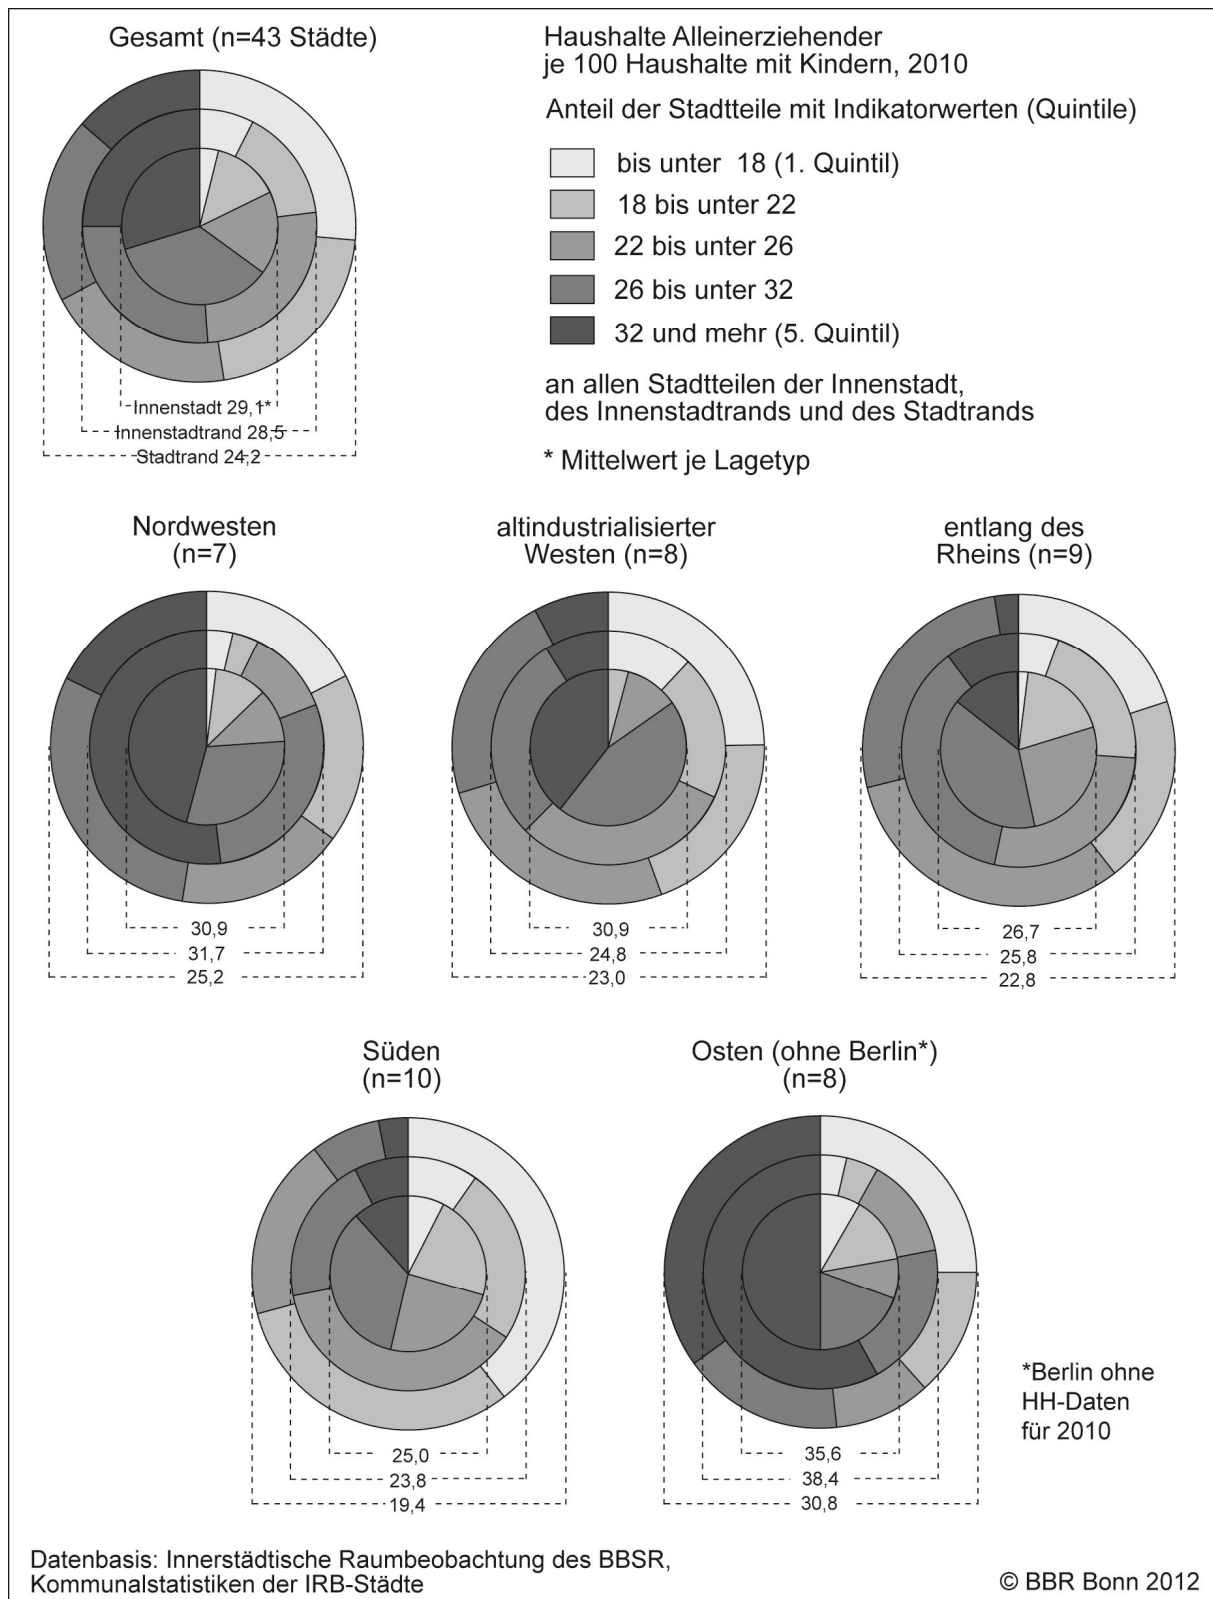 Gesamt (n=43 Städte)
Haushalte Alleinerziehender
je 100 Haushalte mit Kindern, 2010
Anteil der Stadtteile mit Indikatorwerten (Quintile)
bis unter 18 (1. Quintil)
18 bis unter 22
22 bis unter 26
26 bis unter 32
32 und mehr (5. Quintil)
an allen Stadtteilen der Innenstadt,
des Innenstadtrands und des Stadtrands
* Mittelwert je Lagetyp
Innenstadt 29,1*
Innenstadtrand 28,5
Stadtrand 24,2
Nordwesten
(n=7)
30,9
31,7
25,2
altindustrialisierter
Westen (n=8)
30,9
24,8
23,0
entlang des
Rheins (n=9)
26,7
25,8
22,8
Süden
(n=10)
25,0
23,8
19,4
Osten (ohne Berlin*)
(n=8)
35,6
38,4
30,8
*Berlin ohne
HH-Daten
für 2010
Datenbasis: Innerstädtische Raumbeobachtung des BBSR,
Kommunalstatistiken der IRB-Städte
© BBR Bonn 2012